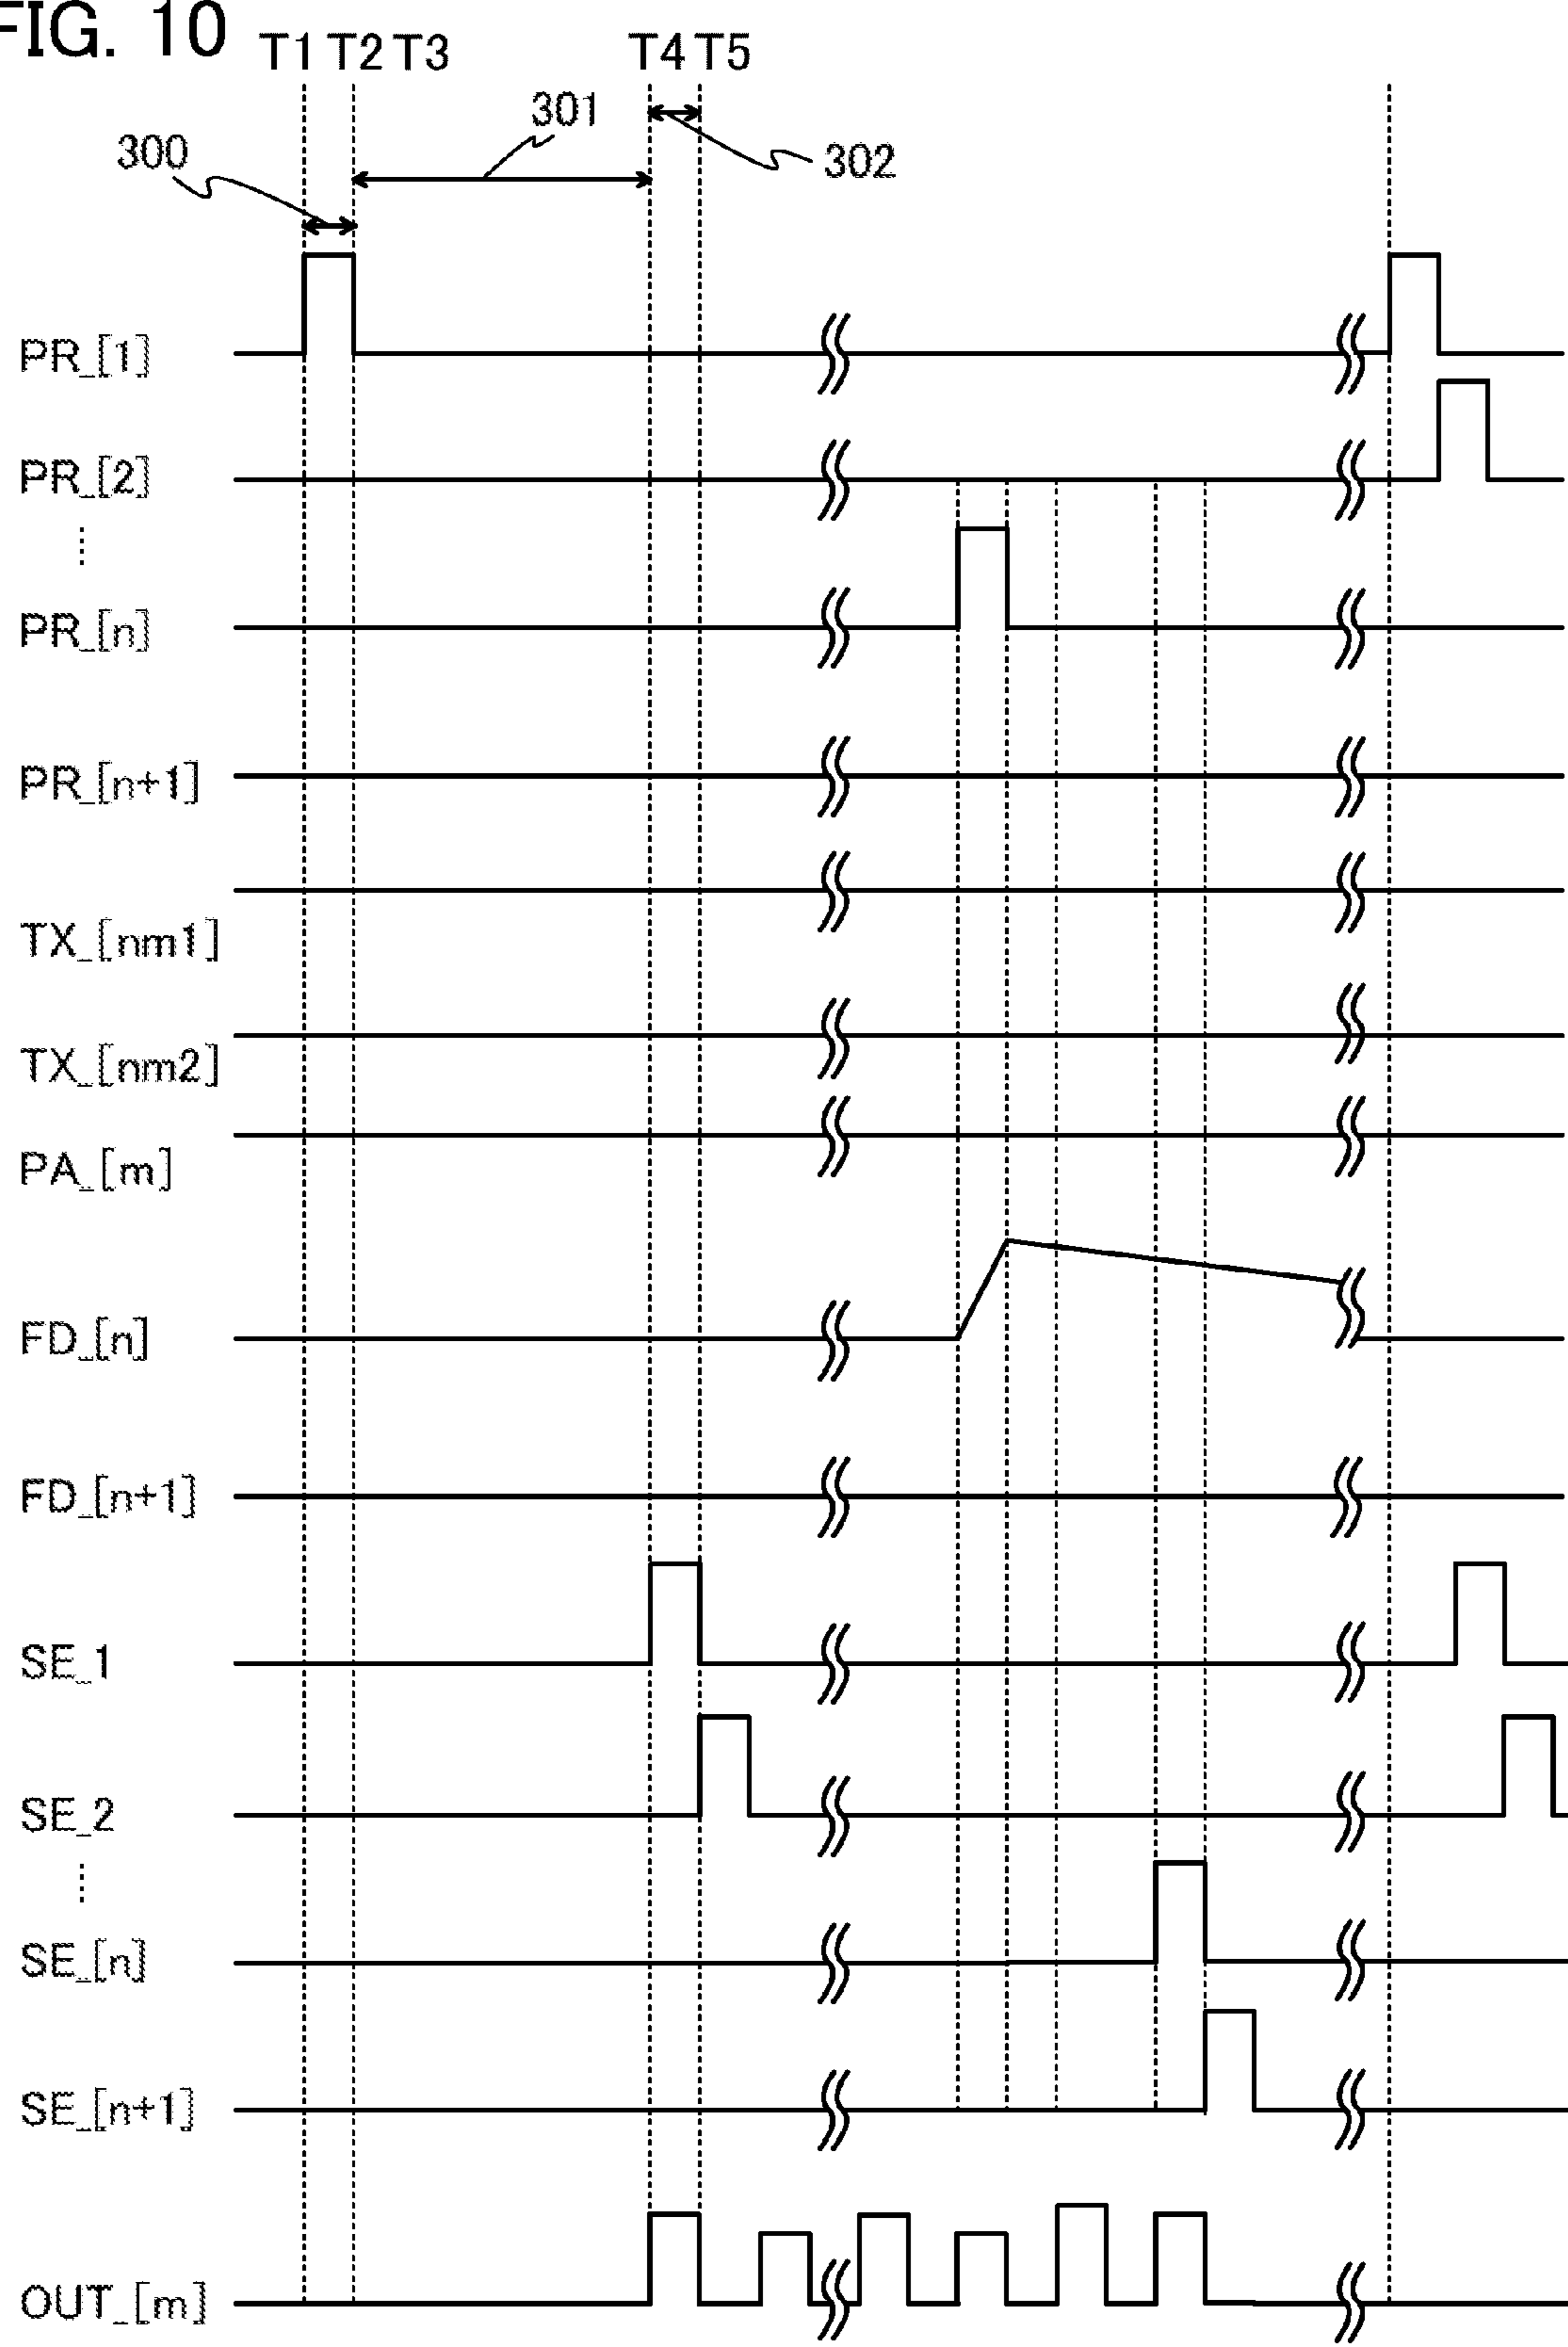 FIG. 10
T1 T2 T3 T4 T5
301
300
302
PR_[1]
PR_[2]
⋮
PR_[n]
PR_[n+1]
TX_[nm1]
TX_[nm2]
PA_[m]
FD_[n]
FD_[n+1]
SE_1
SE_2
⋮
SE_[n]
SE_[n+1]
OUT_[m]